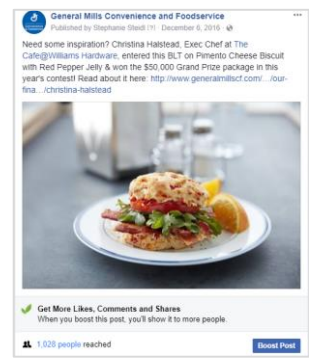 General Mills Convenience and Foodservice
Published by Stephanie Steidl [?] · December 6, 2016 ·
Need some inspiration? Christina Halstead, Exec Chef at The
Cafe@Williams Hardware, entered this BLT on Pimento Cheese Biscuit
with Red Pepper Jelly & won the $50,000 Grand Prize package in this
year's contest! Read about it here: http://www.generalmillscf.com/.../our-
fina.../christina-halstead
Get More Likes, Comments and Shares
When you boost this post, you'll show it to more people.
1,028 people reached
Boost Post